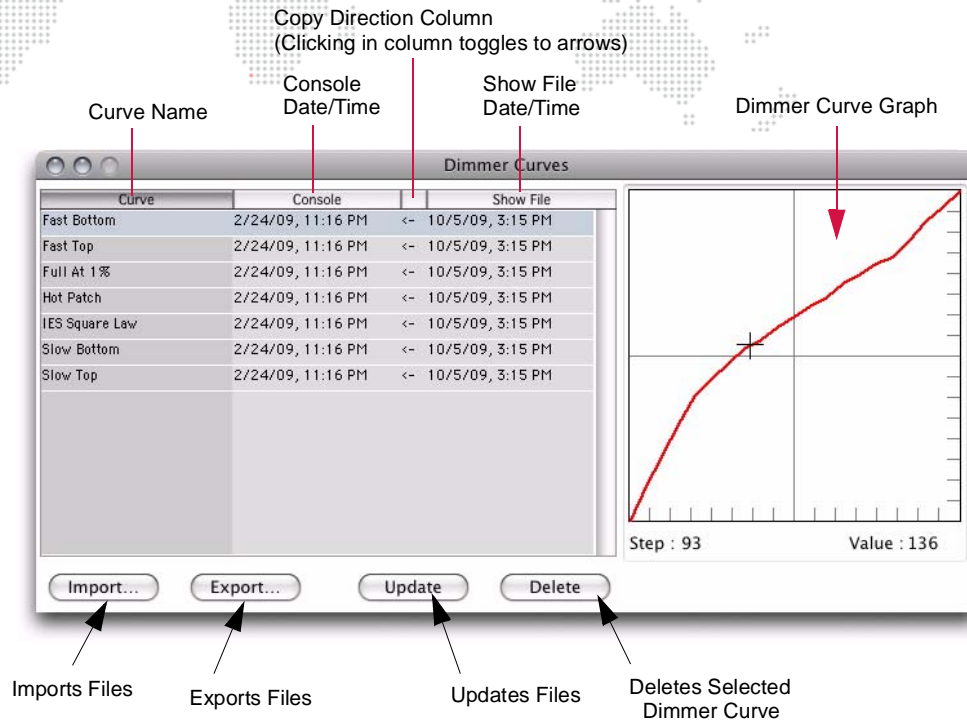 Copy Direction Column
(Clicking in column toggles to arrows)
Console
Date/Time
Show File
Date/Time
Curve Name
Dimmer Curve Graph
Dimmer Curves
Curve Console Show File
Fast Bottom 2/24/09, 11:16 PM <- 10/5/09, 3:15 PM
Fast Top 2/24/09, 11:16 PM <- 10/5/09, 3:15 PM
Full At 1% 2/24/09, 11:16 PM <- 10/5/09, 3:15 PM
Hot Patch 2/24/09, 11:16 PM <- 10/5/09, 3:15 PM
IES Square Law 2/24/09, 11:16 PM <- 10/5/09, 3:15 PM
Slow Bottom 2/24/09, 11:16 PM <- 10/5/09, 3:15 PM
Slow Top 2/24/09, 11:16 PM <- 10/5/09, 3:15 PM
Step : 93 Value : 136
Import... Export... Update Delete
Imports Files
Exports Files
Updates Files
Deletes Selected
Dimmer Curve